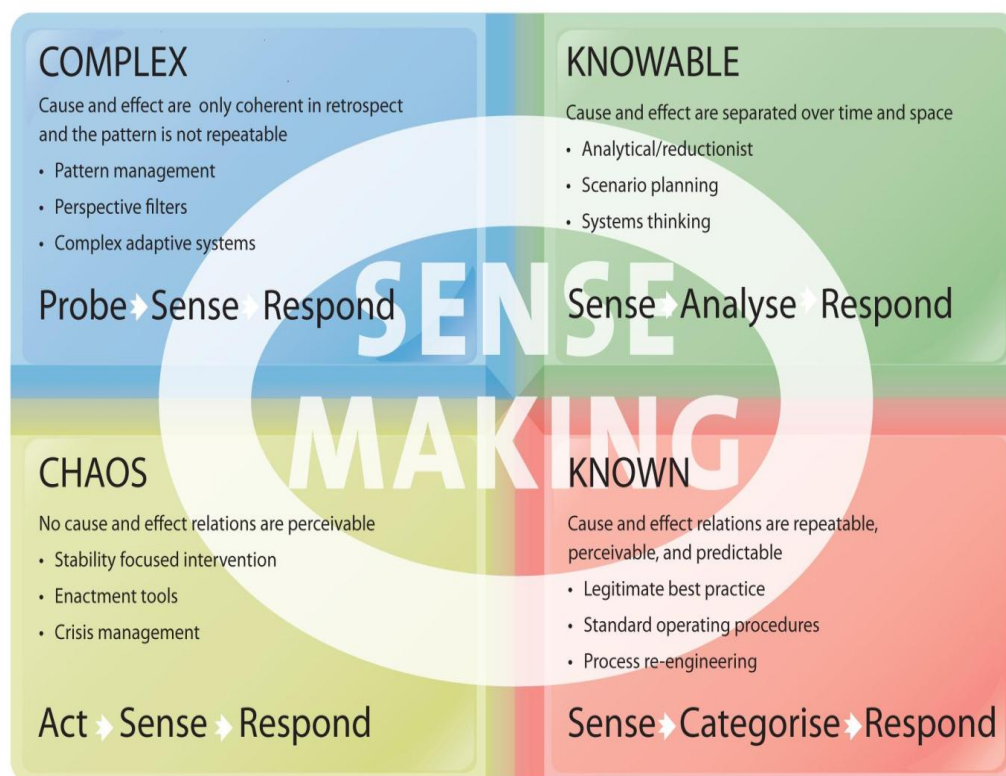 COMPLEX
Cause and effect are only coherent in retrospect
and the pattern is not repeatable
• Pattern management
• Perspective filters
• Complex adaptive systems
Probe Sense Respond
KNOWABLE
Cause and effect are separated over time and space
• Analytical/reductionist
• Scenario planning
• Systems thinking
Sense Analyse Respond
SENSE
MAKING
CHAOS
No cause and effect relations are perceivable
• Stability focused intervention
• Enactment tools
• Crisis management
Act Sense Respond
KNOWN
Cause and effect relations are repeatable,
perceivable, and predictable
• Legitimate best practice
• Standard operating procedures
• Process re-engineering
Sense Categorise Respond